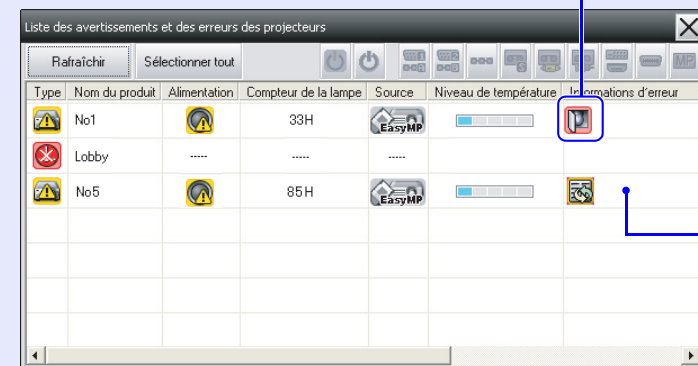 Liste des avertissements et des erreurs des projecteurs
Rafraîchir Sélectionner tout
Type Nom du produit Alimentation Compteur de la lampe Source Niveau de température Informations d'erreur
No1 33H EasyMP
Lobby ----- ----- -----
No5 85H EasyMP